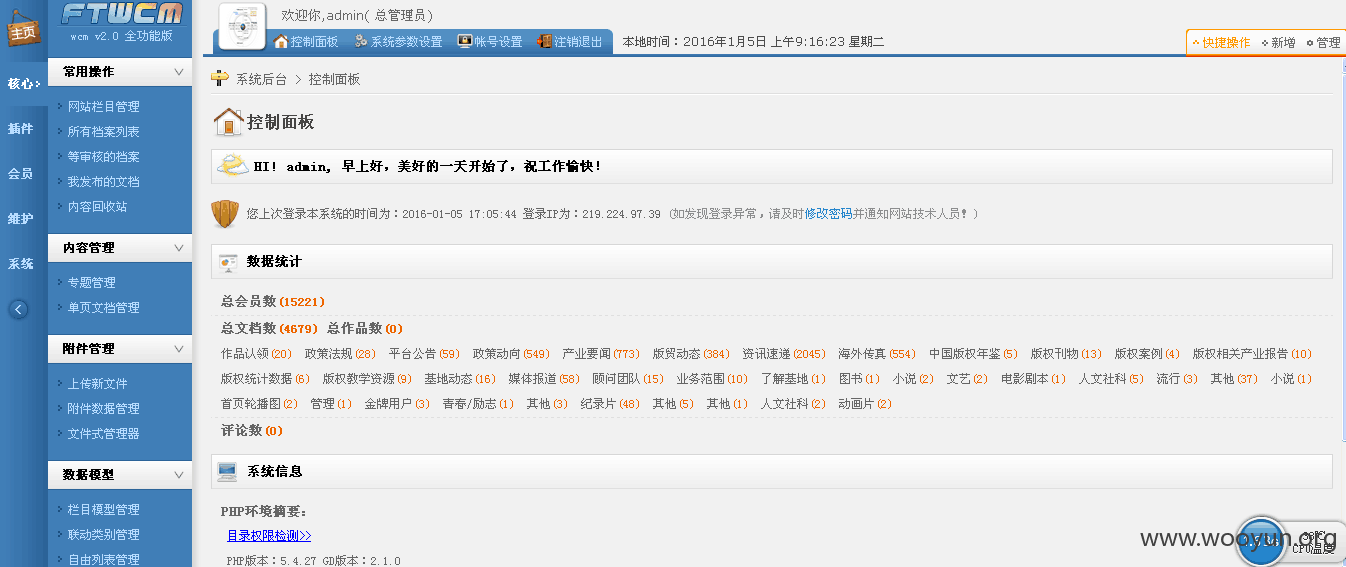 主页
FTWCM
wcm v2.0 全功能版
核心
插件
会员
维护
系统
常用操作
网站栏目管理
所有档案列表
等审核的档案
我发布的文档
内容回收站
内容管理
专题管理
单页文档管理
附件管理
上传新文件
附件数据管理
文件式管理器
数据模型
栏目模型管理
联动类别管理
自由列表管理
欢迎你,admin( 总管理员)
控制面板 系统参数设置 帐号设置 注销退出 本地时间：2016年1月5日 上午9:16:23 星期二
快捷操作 新增 管理
系统后台 > 控制面板
控制面板
HI! admin, 早上好，美好的一天开始了，祝工作愉快！
您上次登录本系统的时间为：2016-01-05 17:05:44 登录IP为：219.224.97.39 (如发现登录异常，请及时修改密码并通知网站技术人员！)
数据统计
总会员数(15221)
总文档数(4679) 总作品数(0)
作品认领(20) 政策法规(28) 平台公告(59) 政策动向(549) 产业要闻(773) 版贸动态(384) 资讯速递(2045) 海外传真(554) 中国版权年鉴(5) 版权刊物(13) 版权案例(4) 版权相关产业报告(10)
版权统计数据(6) 版权教学资源(9) 基地动态(16) 媒体报道(58) 顾问团队(15) 业务范围(10) 了解基地(1) 图书(1) 小说(2) 文艺(2) 电影剧本(1) 人文社科(5) 流行(3) 其他(37) 小说(1)
首页轮播图(2) 管理(1) 金牌用户(3) 青春/励志(1) 其他(3) 纪录片(48) 其他(5) 其他(1) 人文社科(2) 动画片(2)
评论数(0)
系统信息
PHP环境摘要：
目录权限检测>>
PHP版本：5.4.27 GD版本：2.1.0
www.wooyun.org
CPU温度